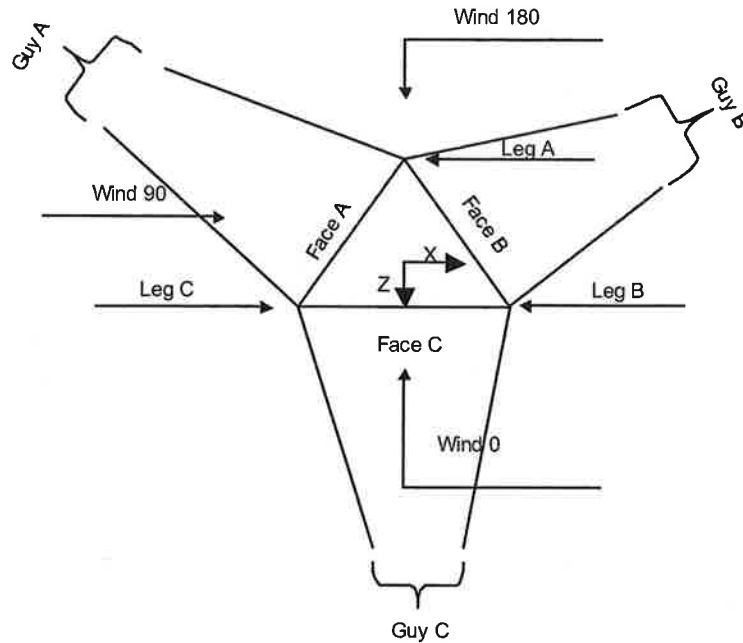 Wind 180
Guy A
Guy B
Leg A
Wind 90
Face A
Face B
X
Z
Leg C
Leg B
Face C
Wind 0
Guy C